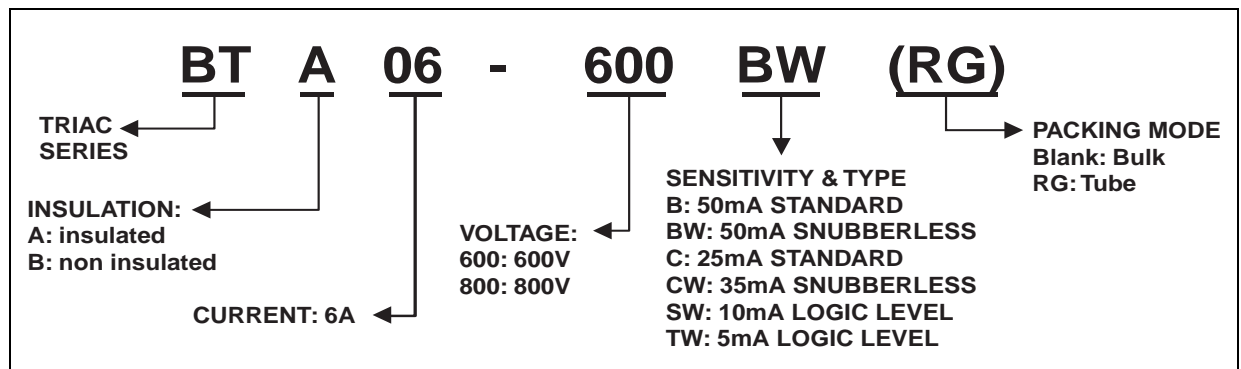 BT A 06 - 600 BW (RG)
TRIAC
SERIES
INSULATION:
A: insulated
B: non insulated
CURRENT: 6A
VOLTAGE:
600: 600V
800: 800V
SENSITIVITY & TYPE
B: 50mA STANDARD
BW: 50mA SNUBBERLESS
C: 25mA STANDARD
CW: 35mA SNUBBERLESS
SW: 10mA LOGIC LEVEL
TW: 5mA LOGIC LEVEL
PACKING MODE
Blank: Bulk
RG: Tube